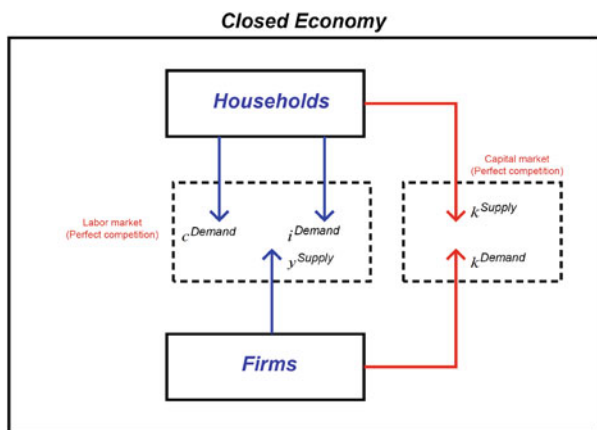 Closed Economy
Households
Capital market
(Perfect competition)
Labor market
(Perfect competition)
c^Demand i^Demand
y^Supply
k^Supply
k^Demand
Firms